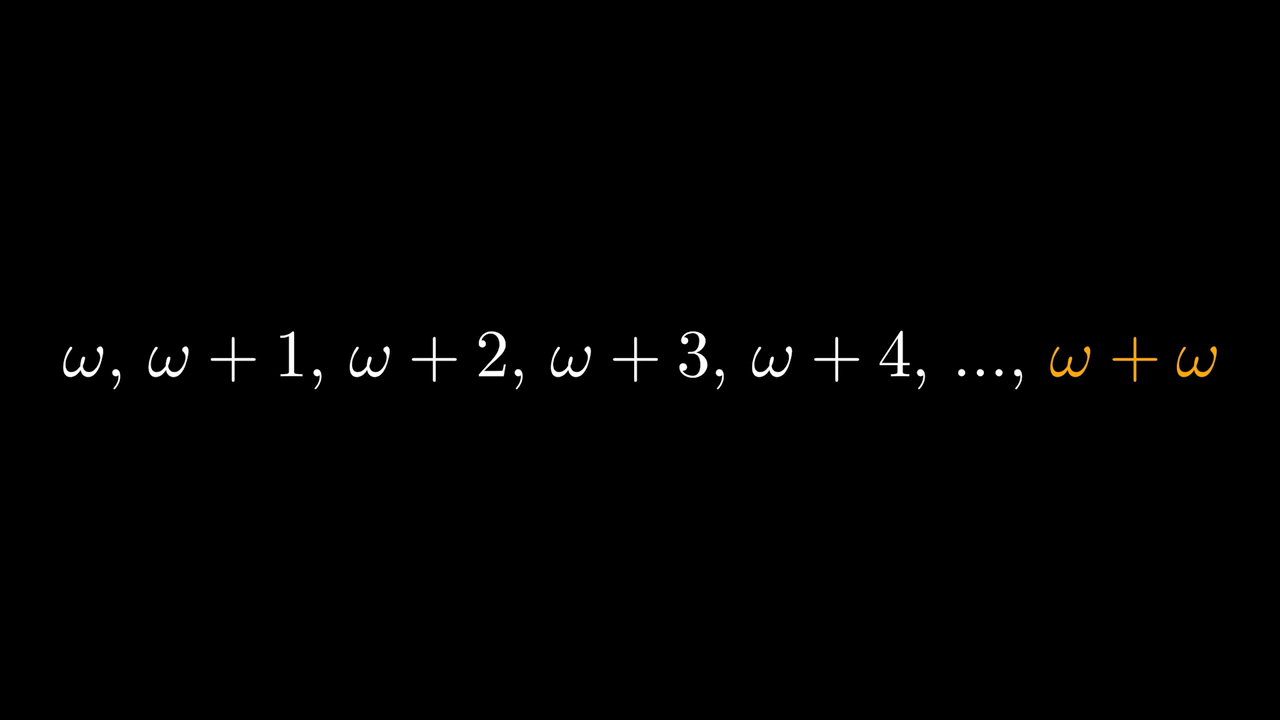 ω, ω + 1, ω + 2, ω + 3, ω + 4, ..., ω + ω